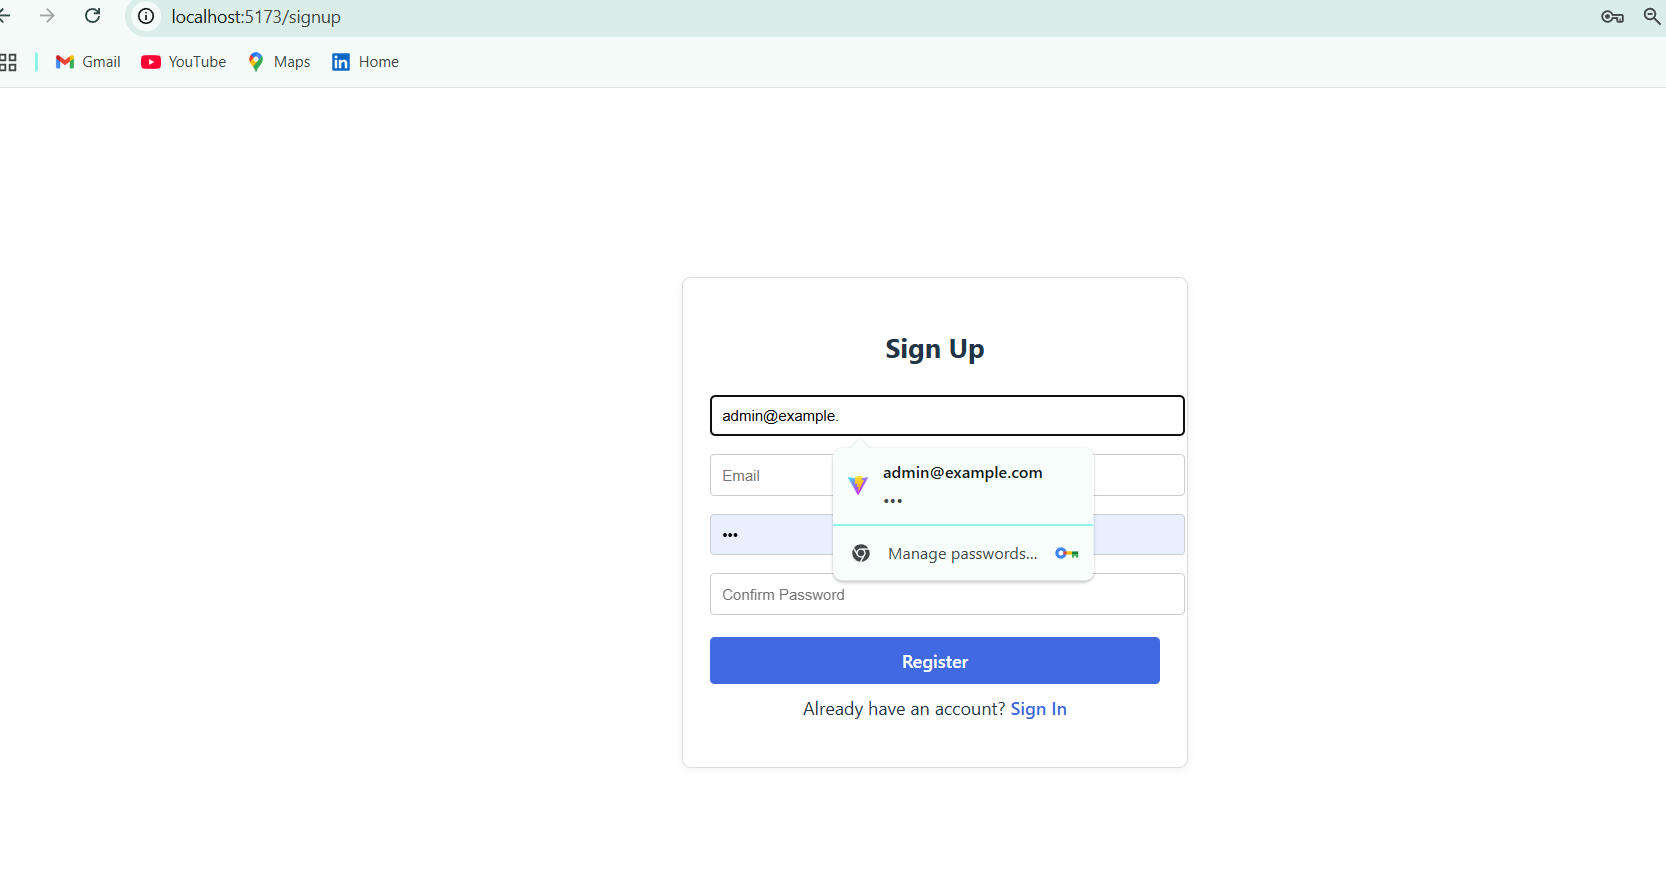 localhost:5173/signup
Gmail YouTube Maps Home
Sign Up
admin@example.
Email
admin@example.com
•••
•••
Manage passwords...
Confirm Password
Register
Already have an account? Sign In